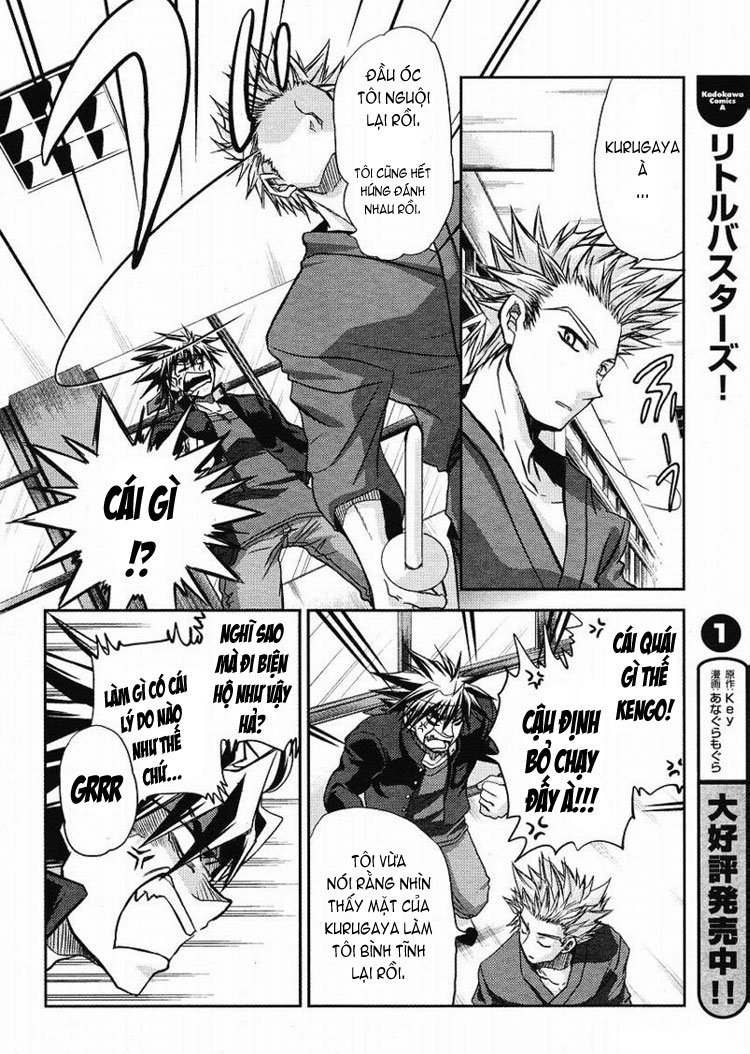 KURUGAYA
À
...
ĐẦU ÓC
TÔI NGUỘI
LẠI RỒI.
TÔI CŨNG HẾT
HỨNG ĐÁNH
NHAU RỒI.
CÁI GÌ
!?
CÁI QUÁI
GÌ THẾ
KENGO!
CẬU ĐỊNH
BỎ CHẠY
ĐẤY À!!!
TÔI VỪA
NÓI RẰNG NHÌN
THẤY MẶT CỦA
KURUGAYA LÀM
TÔI BÌNH TĨNH
LẠI RỒI.
NGHĨ SAO
MÀ ĐI BIỆN
HỘ NHƯ VẬY
HẢ?
LÀM GÌ CÓ CÁI
LÝ DO NÀO
NHƯ THẾ
CHỨ...
GRRR
Kadokawa
Comics
A
リトルバスターズ!
1
原作:Key
漫画:あなぐらもぐら
大好評発売中!!